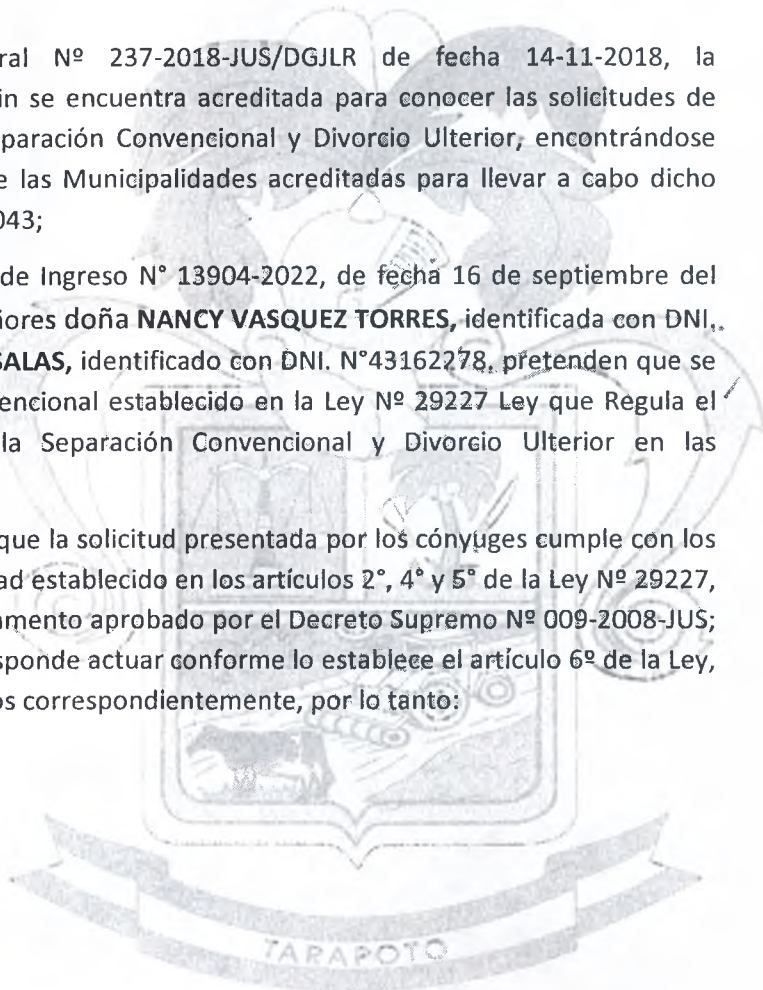 ral Nº 237-2018-JUS/DGJLR de fecha 14-11-2018, la
in se encuentra acreditada para conocer las solicitudes de
paración Convencional y Divorcio Ulterior, encontrándose
e las Municipalidades acreditadas para llevar a cabo dicho
043;
de Ingreso N° 13904-2022, de fecha 16 de septiembre del
iores doña NANCY VASQUEZ TORRES, identificada con DNI,.
SALAS, identificado con DNI. N°43162278, pretenden que se
encional establecido en la Ley Nº 29227 Ley que Regula el
la Separación Convencional y Divorcio Ulterior en las
que la solicitud presentada por los cónyuges cumple con los
ad establecido en los artículos 2°, 4° y 5° de la Ley Nº 29227,
amento aprobado por el Decreto Supremo Nº 009-2008-JUS;
sponde actuar conforme lo establece el artículo 6º de la Ley,
os correspondientemente, por lo tanto:
TARAPOTO